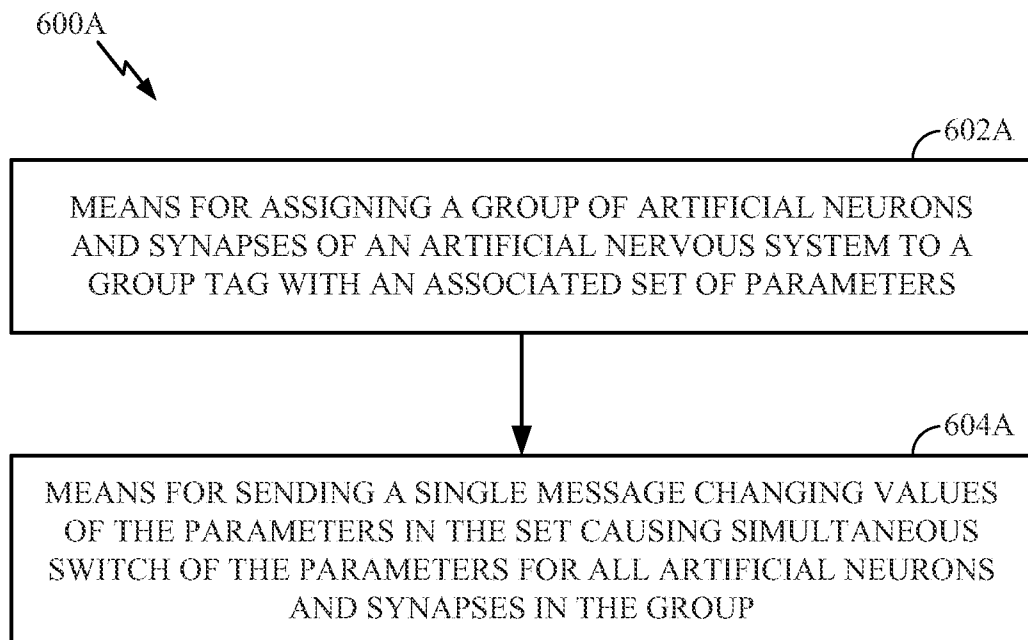 600A
602A
MEANS FOR ASSIGNING A GROUP OF ARTIFICIAL NEURONS
AND SYNAPSES OF AN ARTIFICIAL NERVOUS SYSTEM TO A
GROUP TAG WITH AN ASSOCIATED SET OF PARAMETERS
604A
MEANS FOR SENDING A SINGLE MESSAGE CHANGING VALUES
OF THE PARAMETERS IN THE SET CAUSING SIMULTANEOUS
SWITCH OF THE PARAMETERS FOR ALL ARTIFICIAL NEURONS
AND SYNAPSES IN THE GROUP